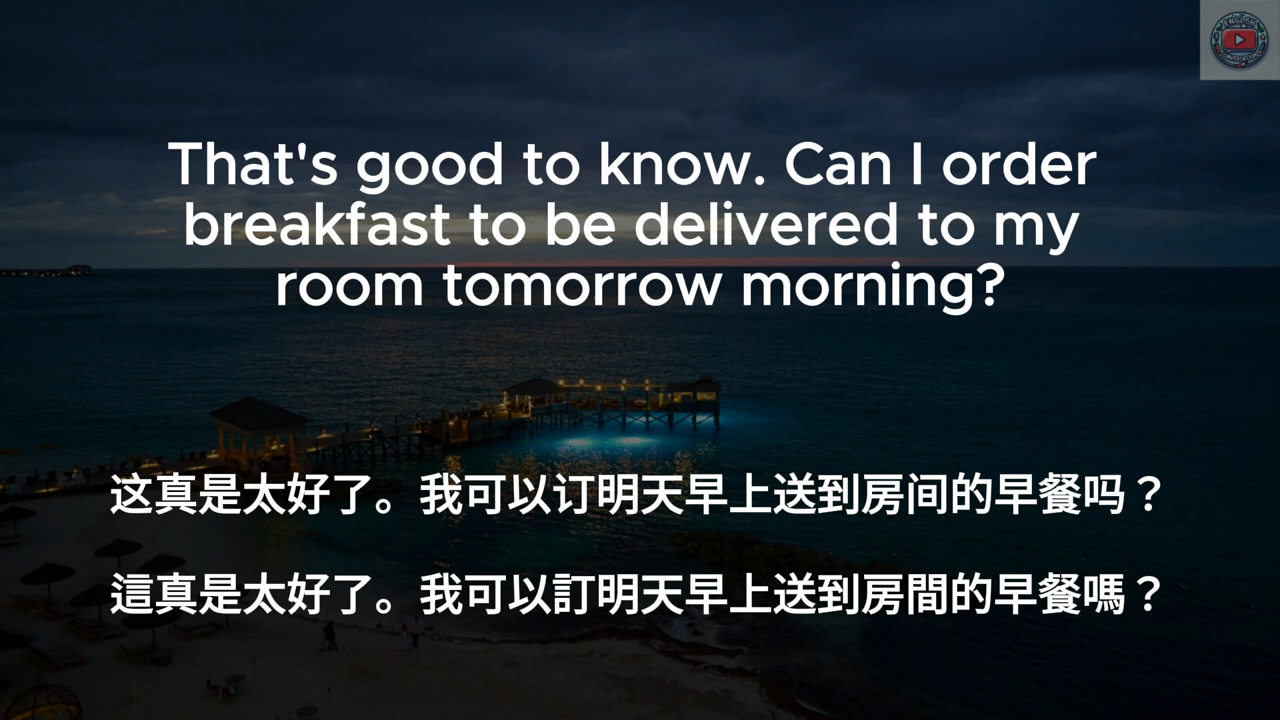 That's good to know. Can I order
breakfast to be delivered to my
room tomorrow morning?
这真是太好了。我可以订明天早上送到房间的早餐吗？
這真是太好了。我可以訂明天早上送到房間的早餐嗎？
ENGLISH